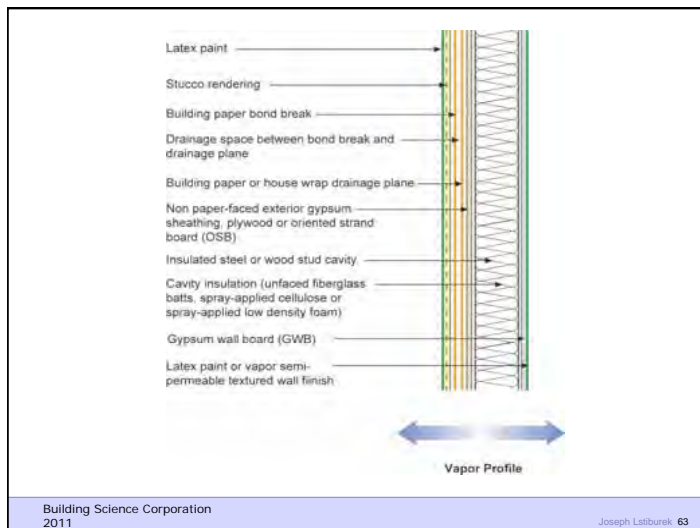 Latex paint
Stucco rendering
Building paper bond break
Drainage space between bond break and
drainage plane
Building paper or house wrap drainage plane
Non paper-faced exterior gypsum
sheathing, plywood or oriented strand
board (OSB)
Insulated steel or wood stud cavity
Cavity insulation (unfaced fiberglass
batts, spray-applied cellulose or
spray-applied low density foam)
Gypsum wall board (GWB)
Latex paint or vapor semi-
permeable textured wall fiinish
Vapor Profile
Building Science Corporation
2011
Joseph Lstiburek 63